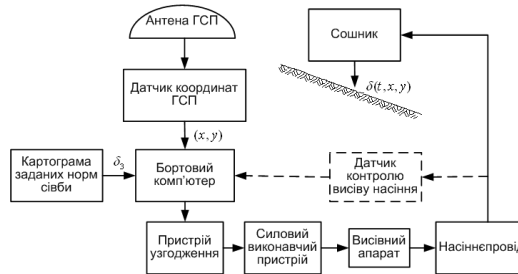 Антена ГСП
Датчик координат
ГСП
(x, y)
Сошник
δ(t, x, y)
Картограма
заданих норм
сівби
δ₃
Бортовий
комп'ютер
Датчик
контролю
висіву насіння
Пристрій
узгодження
Силовий
виконавчий
пристрій
Висівний
апарат
Насіннєпровід